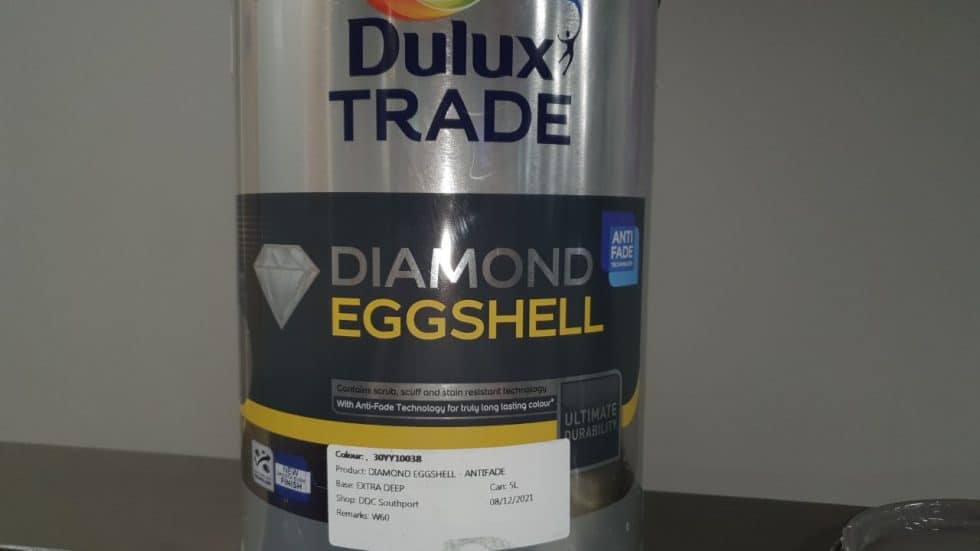 Dulux
TRADE
ANTI
FADE
TECHNOLOGY
DIAMOND
EGGSHELL
Contains scrub, scuff and stain resistant technology
With Anti-Fade Technology for truly long lasting colour*
ULTIMATE
DURABILITY
NEW
FINISH
Colour: , 30YY10038
Product: DIAMOND EGGSHELL - ANTIFADE
Base: EXTRA DEEP Can: 5L
Shop: DDC Southport 08/12/2021
Remarks: W60